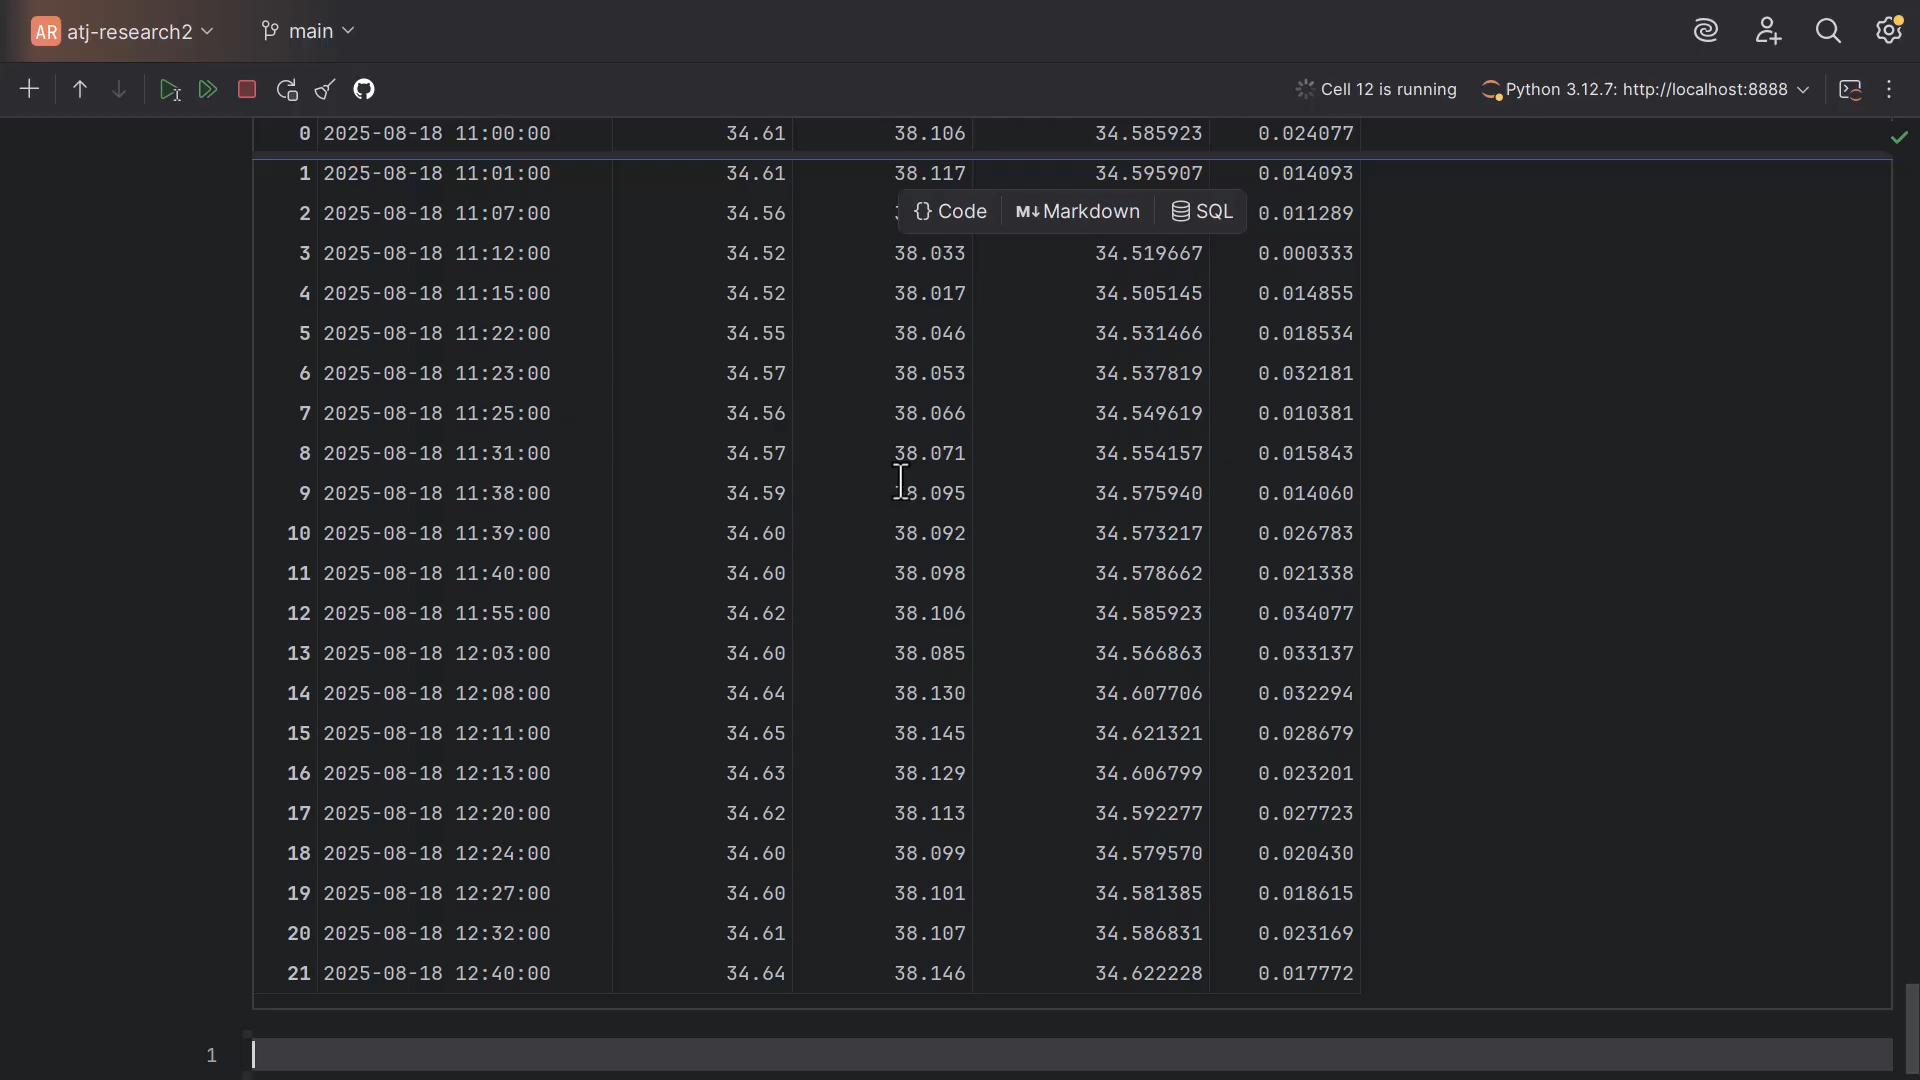 AR atj-research2 main
Cell 12 is running Python 3.12.7: http://localhost:8888
0 2025-08-18 11:00:00 34.61 38.106 34.585923 0.024077
1 2025-08-18 11:01:00 34.61 38.117 34.595907 0.014093
2 2025-08-18 11:07:00 34.56 {} Code M↓ Markdown SQL 0.011289
3 2025-08-18 11:12:00 34.52 38.033 34.519667 0.000333
4 2025-08-18 11:15:00 34.52 38.017 34.505145 0.014855
5 2025-08-18 11:22:00 34.55 38.046 34.531466 0.018534
6 2025-08-18 11:23:00 34.57 38.053 34.537819 0.032181
7 2025-08-18 11:25:00 34.56 38.066 34.549619 0.010381
8 2025-08-18 11:31:00 34.57 38.071 34.554157 0.015843
9 2025-08-18 11:38:00 34.59 38.095 34.575940 0.014060
10 2025-08-18 11:39:00 34.60 38.092 34.573217 0.026783
11 2025-08-18 11:40:00 34.60 38.098 34.578662 0.021338
12 2025-08-18 11:55:00 34.62 38.106 34.585923 0.034077
13 2025-08-18 12:03:00 34.60 38.085 34.566863 0.033137
14 2025-08-18 12:08:00 34.64 38.130 34.607706 0.032294
15 2025-08-18 12:11:00 34.65 38.145 34.621321 0.028679
16 2025-08-18 12:13:00 34.63 38.129 34.606799 0.023201
17 2025-08-18 12:20:00 34.62 38.113 34.592277 0.027723
18 2025-08-18 12:24:00 34.60 38.099 34.579570 0.020430
19 2025-08-18 12:27:00 34.60 38.101 34.581385 0.018615
20 2025-08-18 12:32:00 34.61 38.107 34.586831 0.023169
21 2025-08-18 12:40:00 34.64 38.146 34.622228 0.017772
1